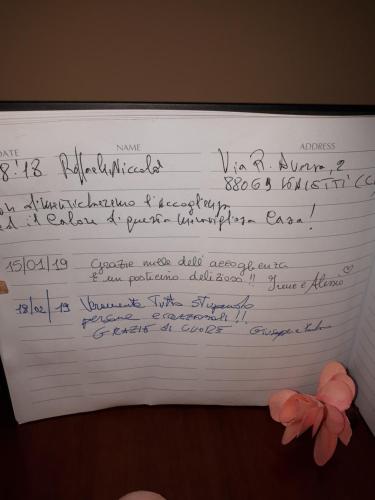 DATE NAME ADDRESS
8'18 Raffaele Niccolò Via R. 2
88069
dimenticheremo l'accoglienza
ed il calore di questa meravigliosa casa!
15/01/19 Grazie mille dell'accoglienza
È un posticino delizioso!! Irene e Alessio
18/02/19 Veramente Tutto stupendo
persone eccezionali!!
GRAZIE di CUORE Giuseppe